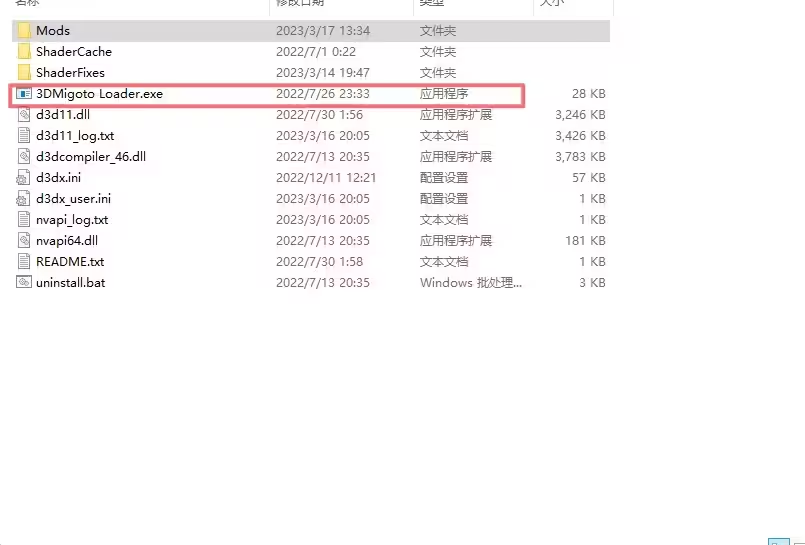 名称 修改日期 类型 大小
Mods 2023/3/17 13:34 文件夹
ShaderCache 2022/7/1 0:22 文件夹
ShaderFixes 2023/3/14 19:47 文件夹
3DMigoto Loader.exe 2022/7/26 23:33 应用程序 28 KB
d3d11.dll 2022/7/30 1:56 应用程序扩展 3,246 KB
d3d11_log.txt 2023/3/16 20:05 文本文档 3,426 KB
d3dcompiler_46.dll 2022/7/13 20:35 应用程序扩展 3,783 KB
d3dx.ini 2022/12/11 12:21 配置设置 57 KB
d3dx_user.ini 2023/3/16 20:05 配置设置 1 KB
nvapi_log.txt 2023/3/16 20:05 文本文档 1 KB
nvapi64.dll 2022/7/13 20:35 应用程序扩展 181 KB
README.txt 2022/7/30 1:58 文本文档 1 KB
uninstall.bat 2022/7/13 20:35 Windows 批处理... 3 KB